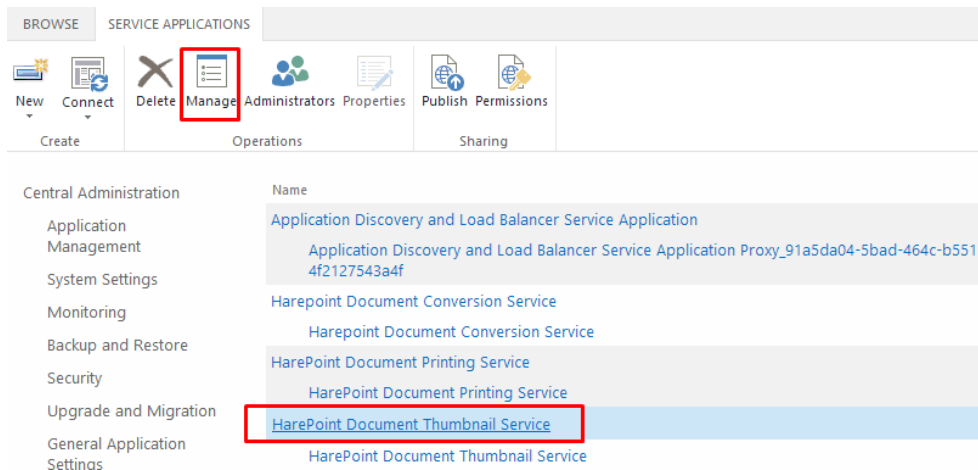 BROWSE SERVICE APPLICATIONS
New Connect Delete Manage Administrators Properties Publish Permissions
Create Operations Sharing
Central Administration
Application
Management
System Settings
Monitoring
Backup and Restore
Security
Upgrade and Migration
General Application
Settings
Name
Application Discovery and Load Balancer Service Application
Application Discovery and Load Balancer Service Application Proxy_91a5da04-5bad-464c-b551
4f2127543a4f
Harepoint Document Conversion Service
Harepoint Document Conversion Service
HarePoint Document Printing Service
HarePoint Document Printing Service
HarePoint Document Thumbnail Service
HarePoint Document Thumbnail Service